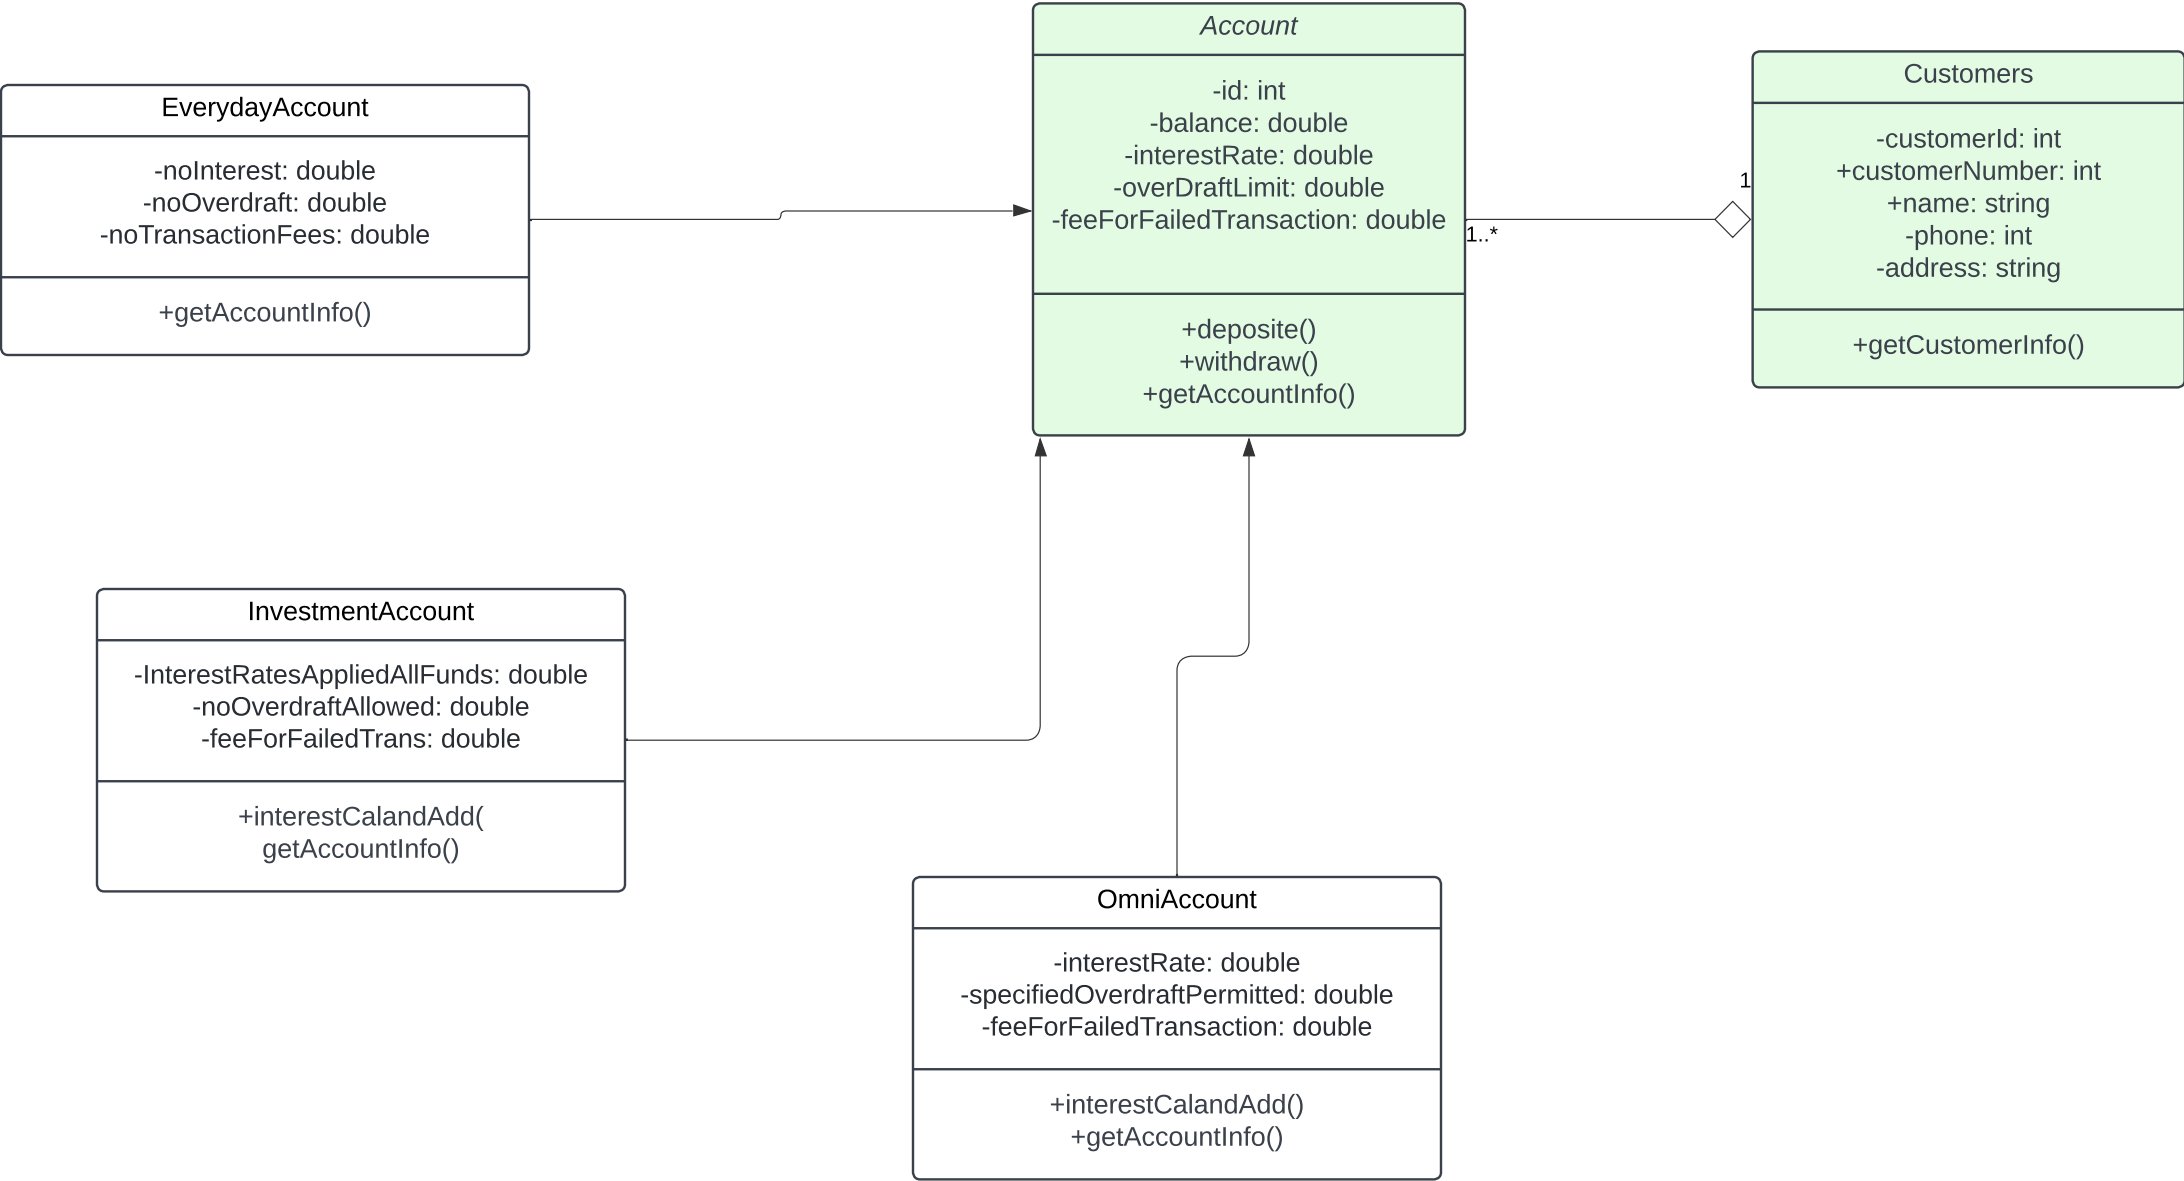 Account
-id: int
-balance: double
-interestRate: double
-overDraftLimit: double
-feeForFailedTransaction: double
+deposite()
+withdraw()
+getAccountInfo()
Customers
-customerId: int
+customerNumber: int
+name: string
-phone: int
-address: string
+getCustomerInfo()
1
1..*
EverydayAccount
-noInterest: double
-noOverdraft: double
-noTransactionFees: double
+getAccountInfo()
InvestmentAccount
-InterestRatesAppliedAllFunds: double
-noOverdraftAllowed: double
-feeForFailedTrans: double
+interestCalandAdd(
getAccountInfo()
OmniAccount
-interestRate: double
-specifiedOverdraftPermitted: double
-feeForFailedTransaction: double
+interestCalandAdd()
+getAccountInfo()